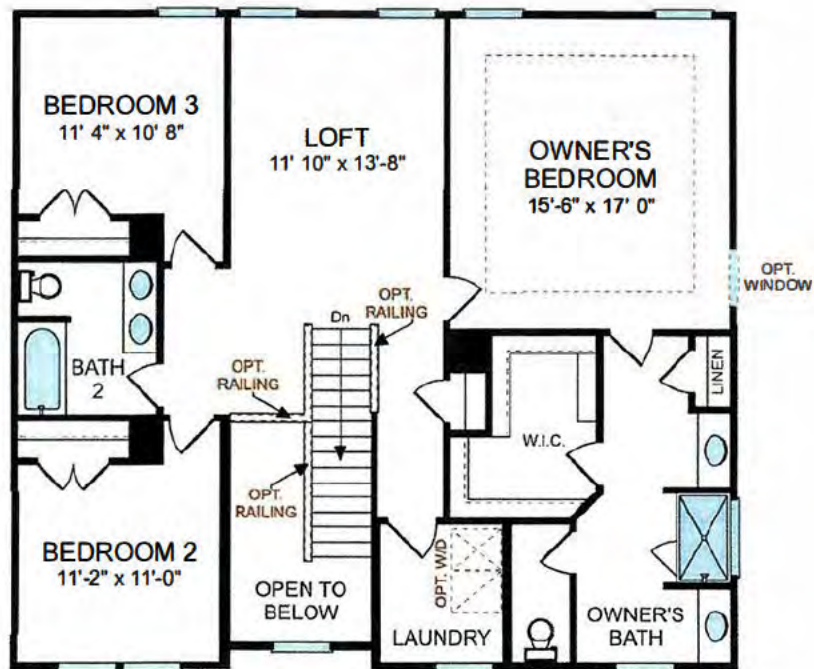 BEDROOM 3
11' 4" x 10' 8"
LOFT
11' 10" x 13'-8"
OWNER'S
BEDROOM
15'-6" x 17' 0"
OPT.
WINDOW
OPT.
RAILING
Dn
OPT.
RAILING
BATH
2
LINEN
W.I.C.
OPT.
RAILING
BEDROOM 2
11'-2" x 11'-0"
OPEN TO
BELOW
OPT. W/D
LAUNDRY
OWNER'S
BATH